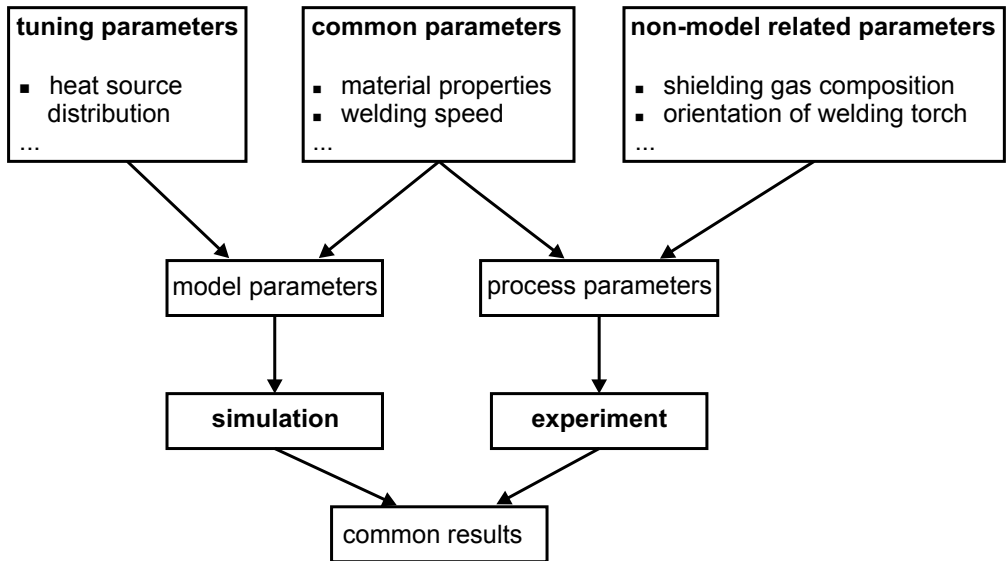 tuning parameters
▪ heat source
distribution
...
common parameters
▪ material properties
▪ welding speed
...
non-model related parameters
▪ shielding gas composition
▪ orientation of welding torch
...
model parameters
process parameters
simulation
experiment
common results